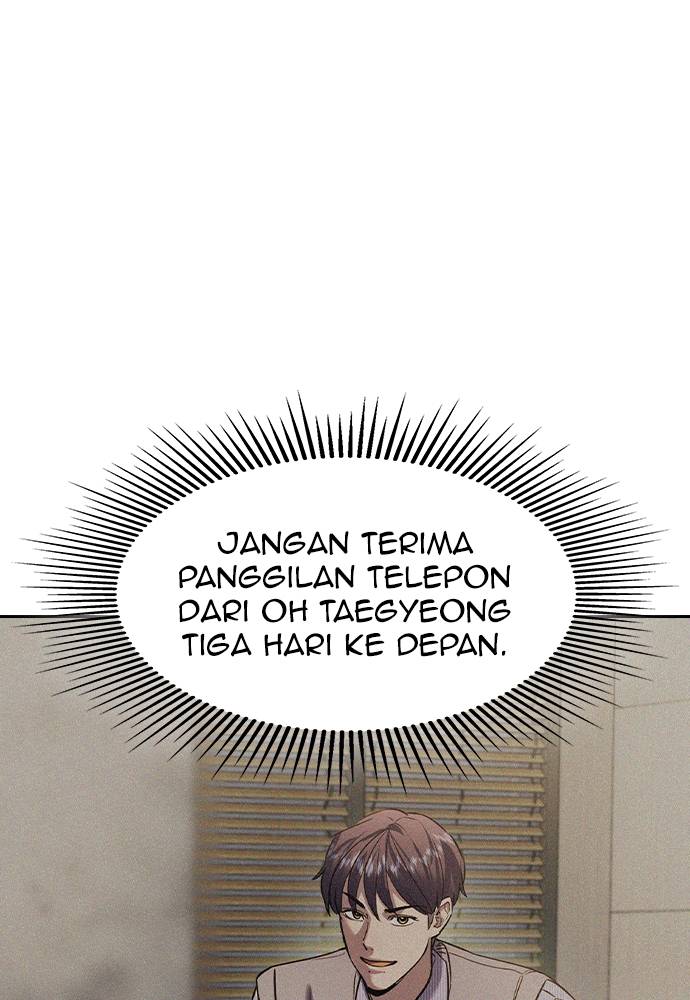 JANGAN TERIMA
PANGGILAN TELEPON
DARI OH TAEGYEONG
TIGA HARI KE DEPAN.